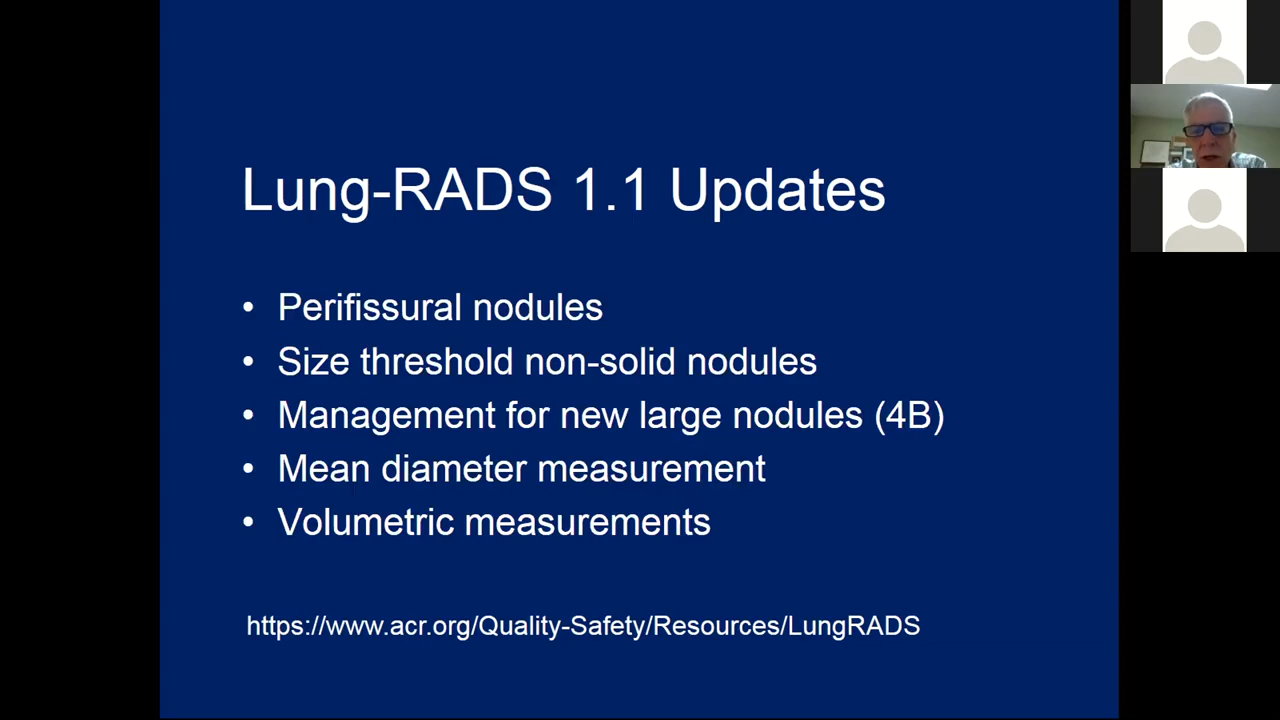 Lung-RADS 1.1 Updates
• Perifissural nodules
• Size threshold non-solid nodules
• Management for new large nodules (4B)
• Mean diameter measurement
• Volumetric measurements
https://www.acr.org/Quality-Safety/Resources/LungRADS